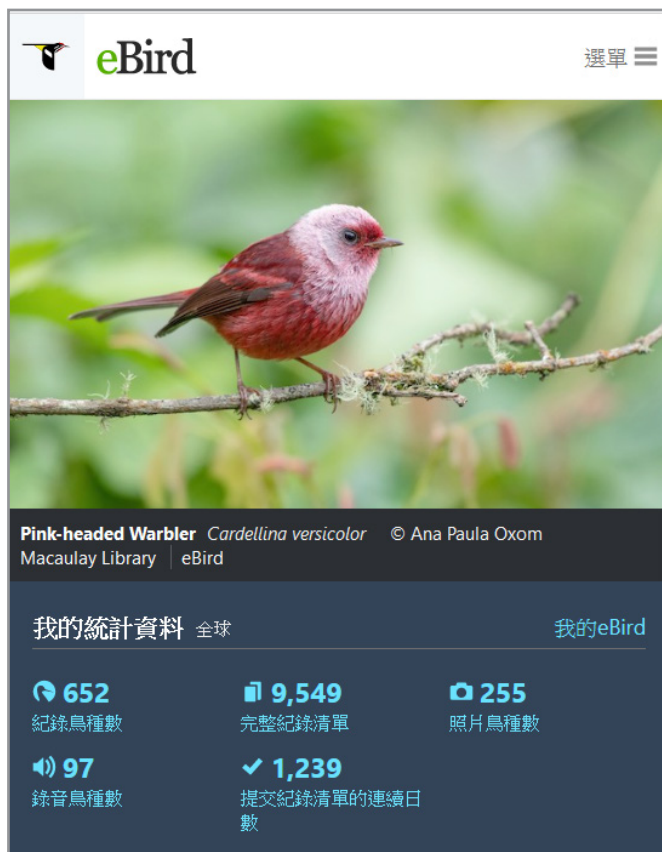 eBird
選單
Pink-headed Warbler Cardellina versicolor © Ana Paula Oxom
Macaulay Library eBird
我的統計資料 全球
我的eBird
652
紀錄鳥種數
9,549
完整紀錄清單
255
照片鳥種數
97
錄音鳥種數
1,239
提交紀錄清單的連續日
數